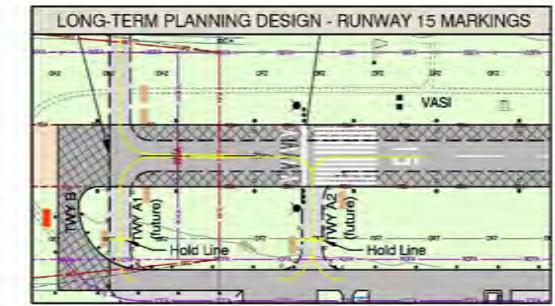 LONG-TERM PLANNING DESIGN - RUNWAY 15 MARKINGS
VASI
15
TWY B
TWY A1
(future)
TWY A2
(future)
Hold Line
Hold Line